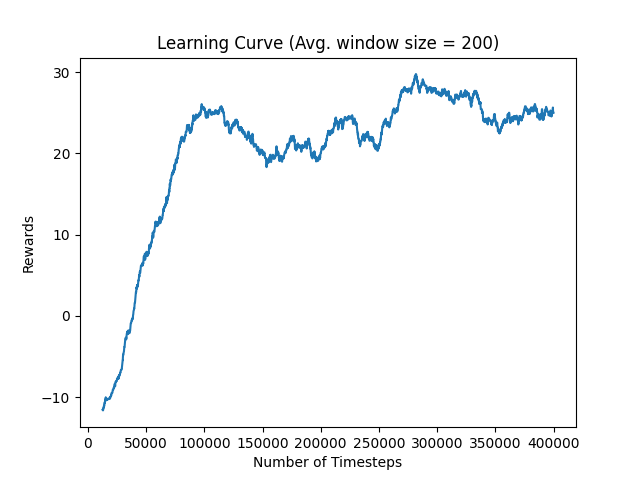 Learning Curve (Avg. window size = 200)
30
20
10
0
−10
Rewards
0 50000 100000 150000 200000 250000 300000 350000 400000
Number of Timesteps